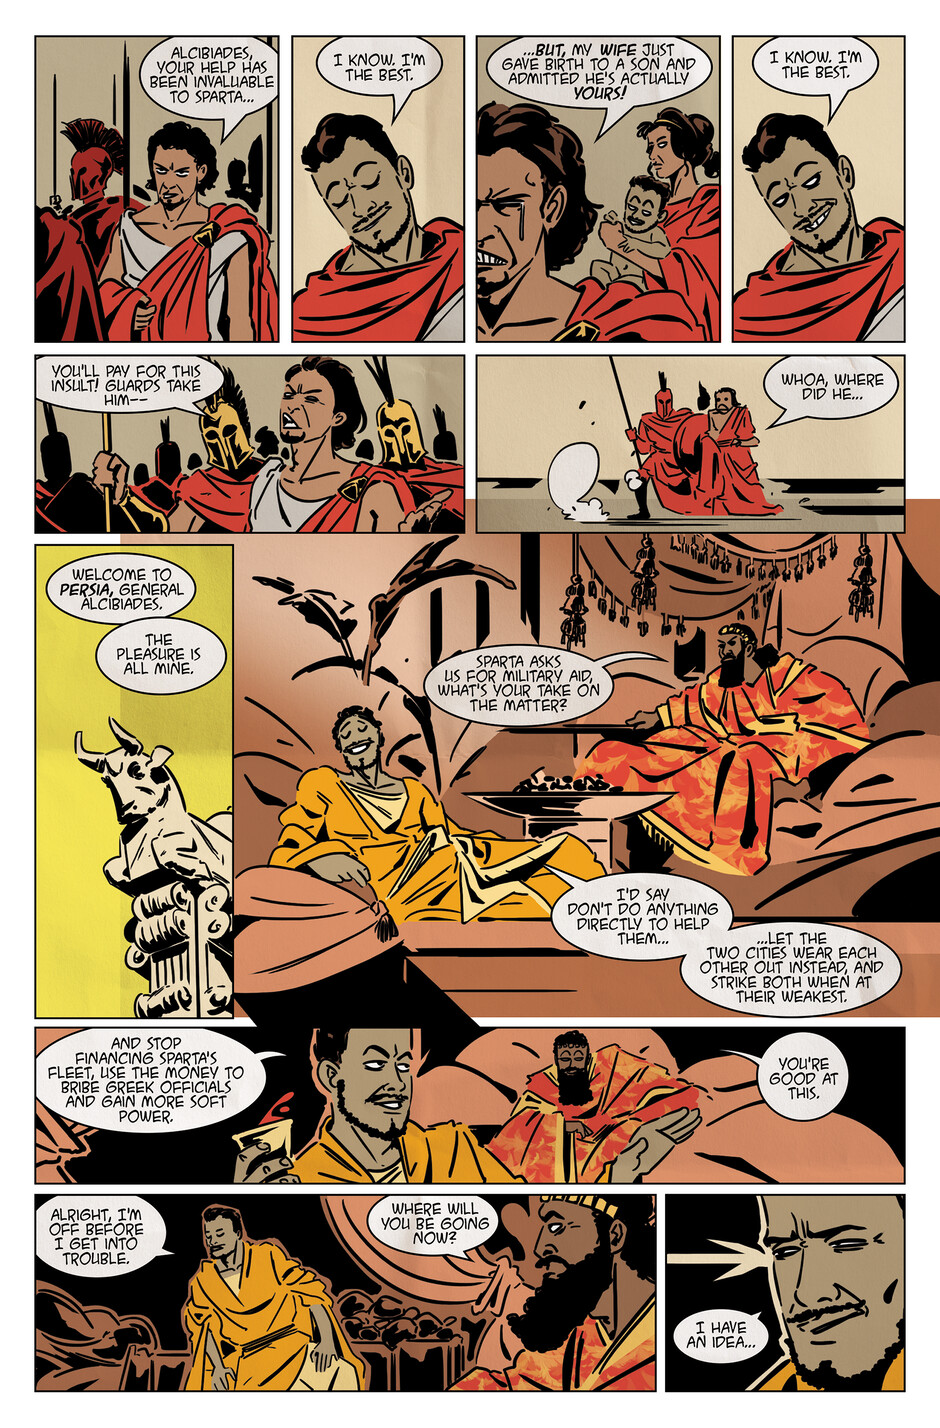 ALCIBIADES,
YOUR HELP HAS
BEEN INVALUABLE
TO SPARTA...
I KNOW. I'M
THE BEST.
...BUT, MY WIFE JUST
GAVE BIRTH TO A SON AND
ADMITTED HE'S ACTUALLY
YOURS!
I KNOW. I'M
THE BEST.
YOU'LL PAY FOR THIS
INSULT! GUARDS TAKE
HIM--
WHOA, WHERE
DID HE...
WELCOME TO
PERSIA, GENERAL
ALCIBIADES.
THE
PLEASURE IS
ALL MINE.
SPARTA ASKS
US FOR MILITARY AID,
WHAT'S YOUR TAKE ON
THE MATTER?
I'D SAY
DON'T DO ANYTHING
DIRECTLY TO HELP
THEM...
...LET THE
TWO CITIES WEAR EACH
OTHER OUT INSTEAD, AND
STRIKE BOTH WHEN AT
THEIR WEAKEST.
AND STOP
FINANCING SPARTA'S
FLEET, USE THE MONEY TO
BRIBE GREEK OFFICIALS
AND GAIN MORE SOFT
POWER.
YOU'RE
GOOD AT
THIS.
ALRIGHT, I'M
OFF BEFORE
I GET INTO
TROUBLE.
WHERE WILL
YOU BE GOING
NOW?
I HAVE
AN IDEA...